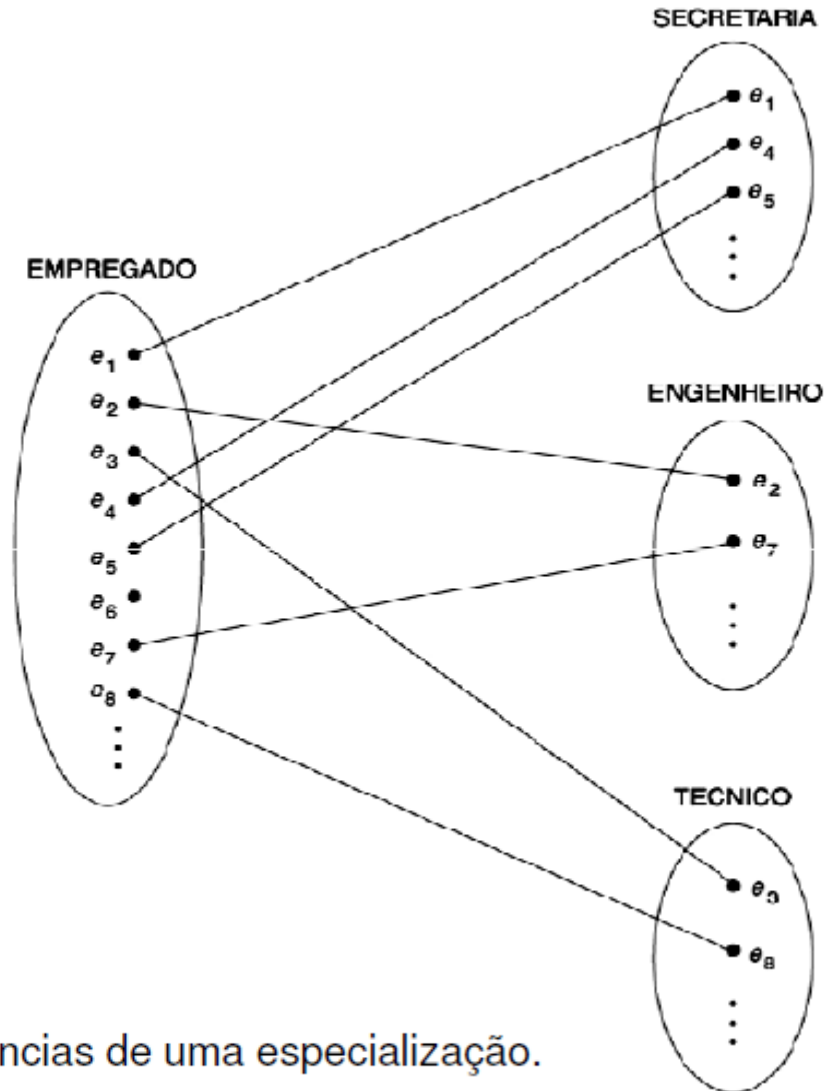 SECRETARIA
e1
e4
e5
EMPREGADO
e1
e2
e3
e4
e5
e6
e7
e8
ENGENHEIRO
e2
e7
TECNICO
e3
e8
ncias de uma especialização.